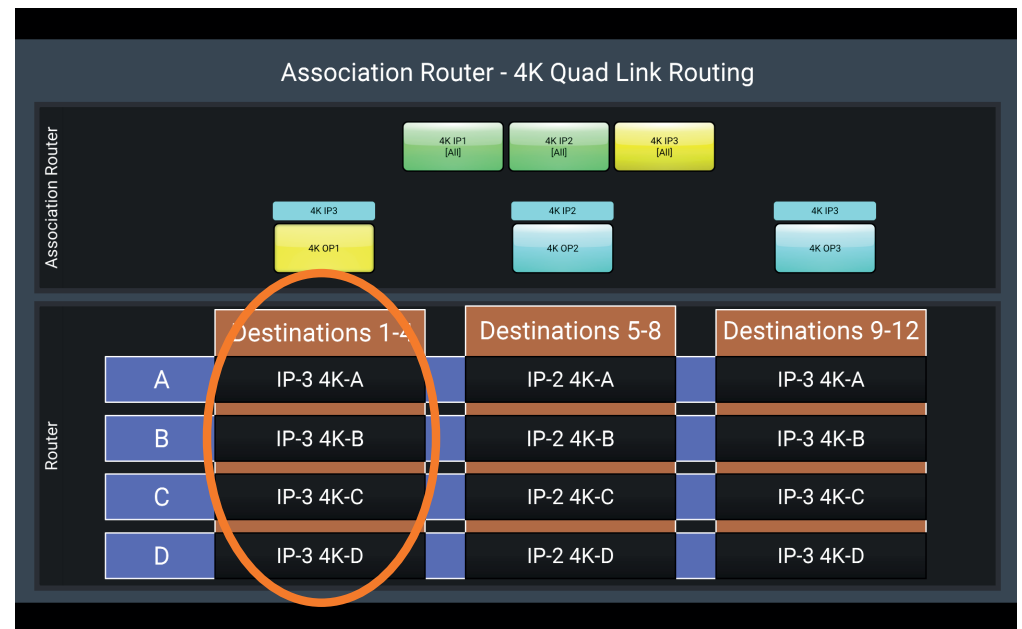 Association Router - 4K Quad Link Routing
Association Router
4K IP1
[All]
4K IP2
[All]
4K IP3
[All]
4K IP3
4K IP2
4K IP3
4K OP1
4K OP2
4K OP3
Router
Destinations 1-4
Destinations 5-8
Destinations 9-12
A
IP-3 4K-A
IP-2 4K-A
IP-3 4K-A
B
IP-3 4K-B
IP-2 4K-B
IP-3 4K-B
C
IP-3 4K-C
IP-2 4K-C
IP-3 4K-C
D
IP-3 4K-D
IP-2 4K-D
IP-3 4K-D